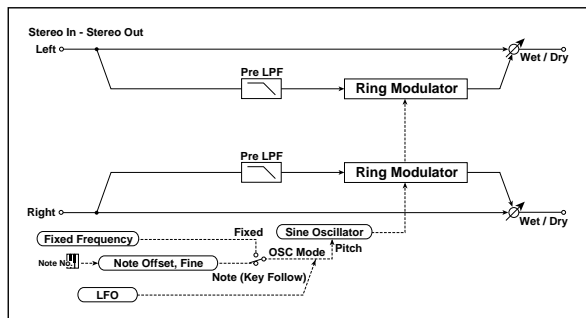 Stereo In - Stereo Out
Left
Wet / Dry
Pre LPF
Ring Modulator
Pre LPF
Ring Modulator
Right
Wet / Dry
Fixed Frequency
Fixed
Sine Oscillator
OSC Mode
Pitch
Note No.
Note Offset, Fine
Note (Key Follow)
LFO